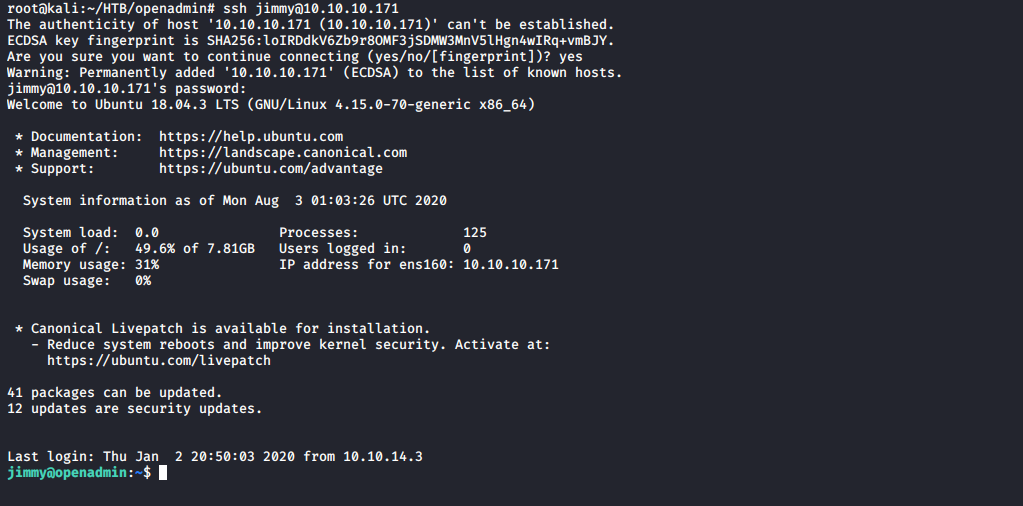 root@kali:~/HTB/openadmin# ssh jimmy@10.10.10.171
The authenticity of host '10.10.10.171 (10.10.10.171)' can't be established.
ECDSA key fingerprint is SHA256:loIRDdkV6Zb9r8OMF3jSDMW3MnV5lHgn4wIRq+vmBJY.
Are you sure you want to continue connecting (yes/no/[fingerprint])? yes
Warning: Permanently added '10.10.10.171' (ECDSA) to the list of known hosts.
jimmy@10.10.10.171's password:
Welcome to Ubuntu 18.04.3 LTS (GNU/Linux 4.15.0-70-generic x86_64)
* Documentation:  https://help.ubuntu.com
* Management:     https://landscape.canonical.com
* Support:        https://ubuntu.com/advantage
System information as of Mon Aug  3 01:03:26 UTC 2020
System load:  0.0               Processes:             125
Usage of /:   49.6% of 7.81GB   Users logged in:       0
Memory usage: 31%               IP address for ens160: 10.10.10.171
Swap usage:   0%
* Canonical Livepatch is available for installation.
- Reduce system reboots and improve kernel security. Activate at:
https://ubuntu.com/livepatch
41 packages can be updated.
12 updates are security updates.
Last login: Thu Jan  2 20:50:03 2020 from 10.10.14.3
jimmy@openadmin:~$